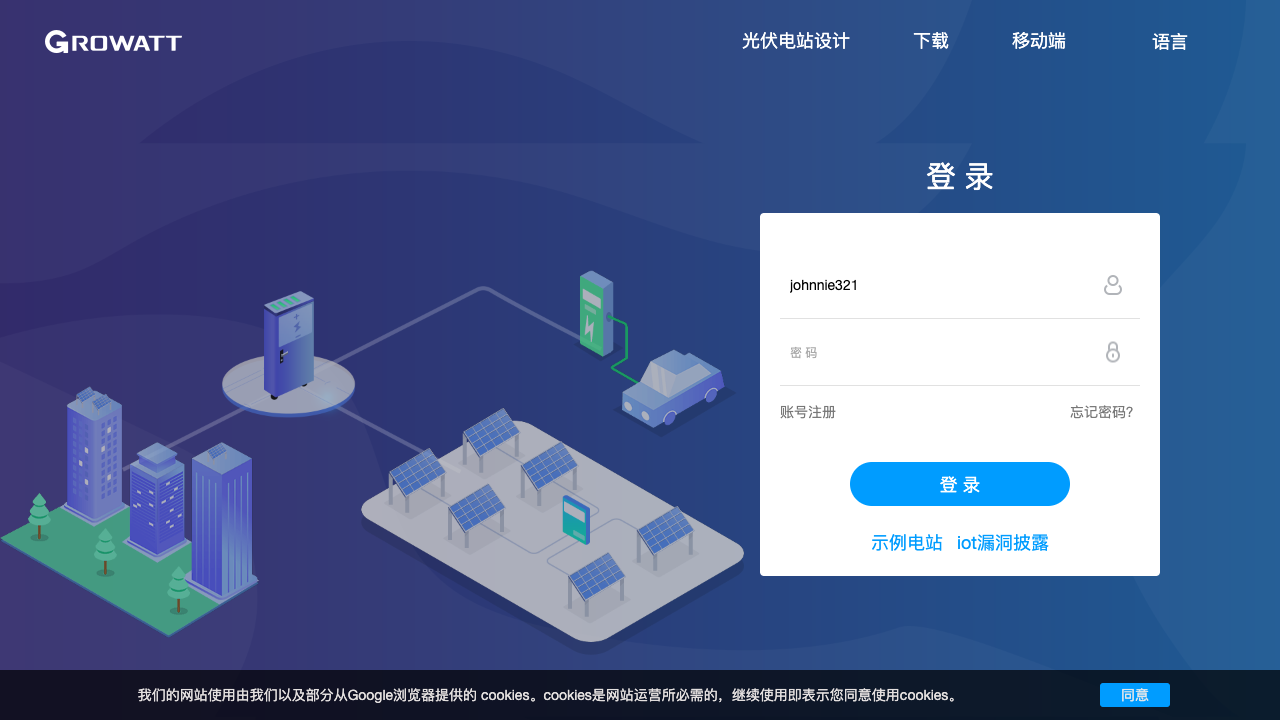 GROWATT
光伏电站设计 下载 移动端 语言
登 录
johnnie321
密 码
账号注册 忘记密码?
登 录
示例电站 iot漏洞披露
我们的网站使用由我们以及部分从Google浏览器提供的 cookies。cookies是网站运营所必需的，继续使用即表示您同意使用cookies。
同意